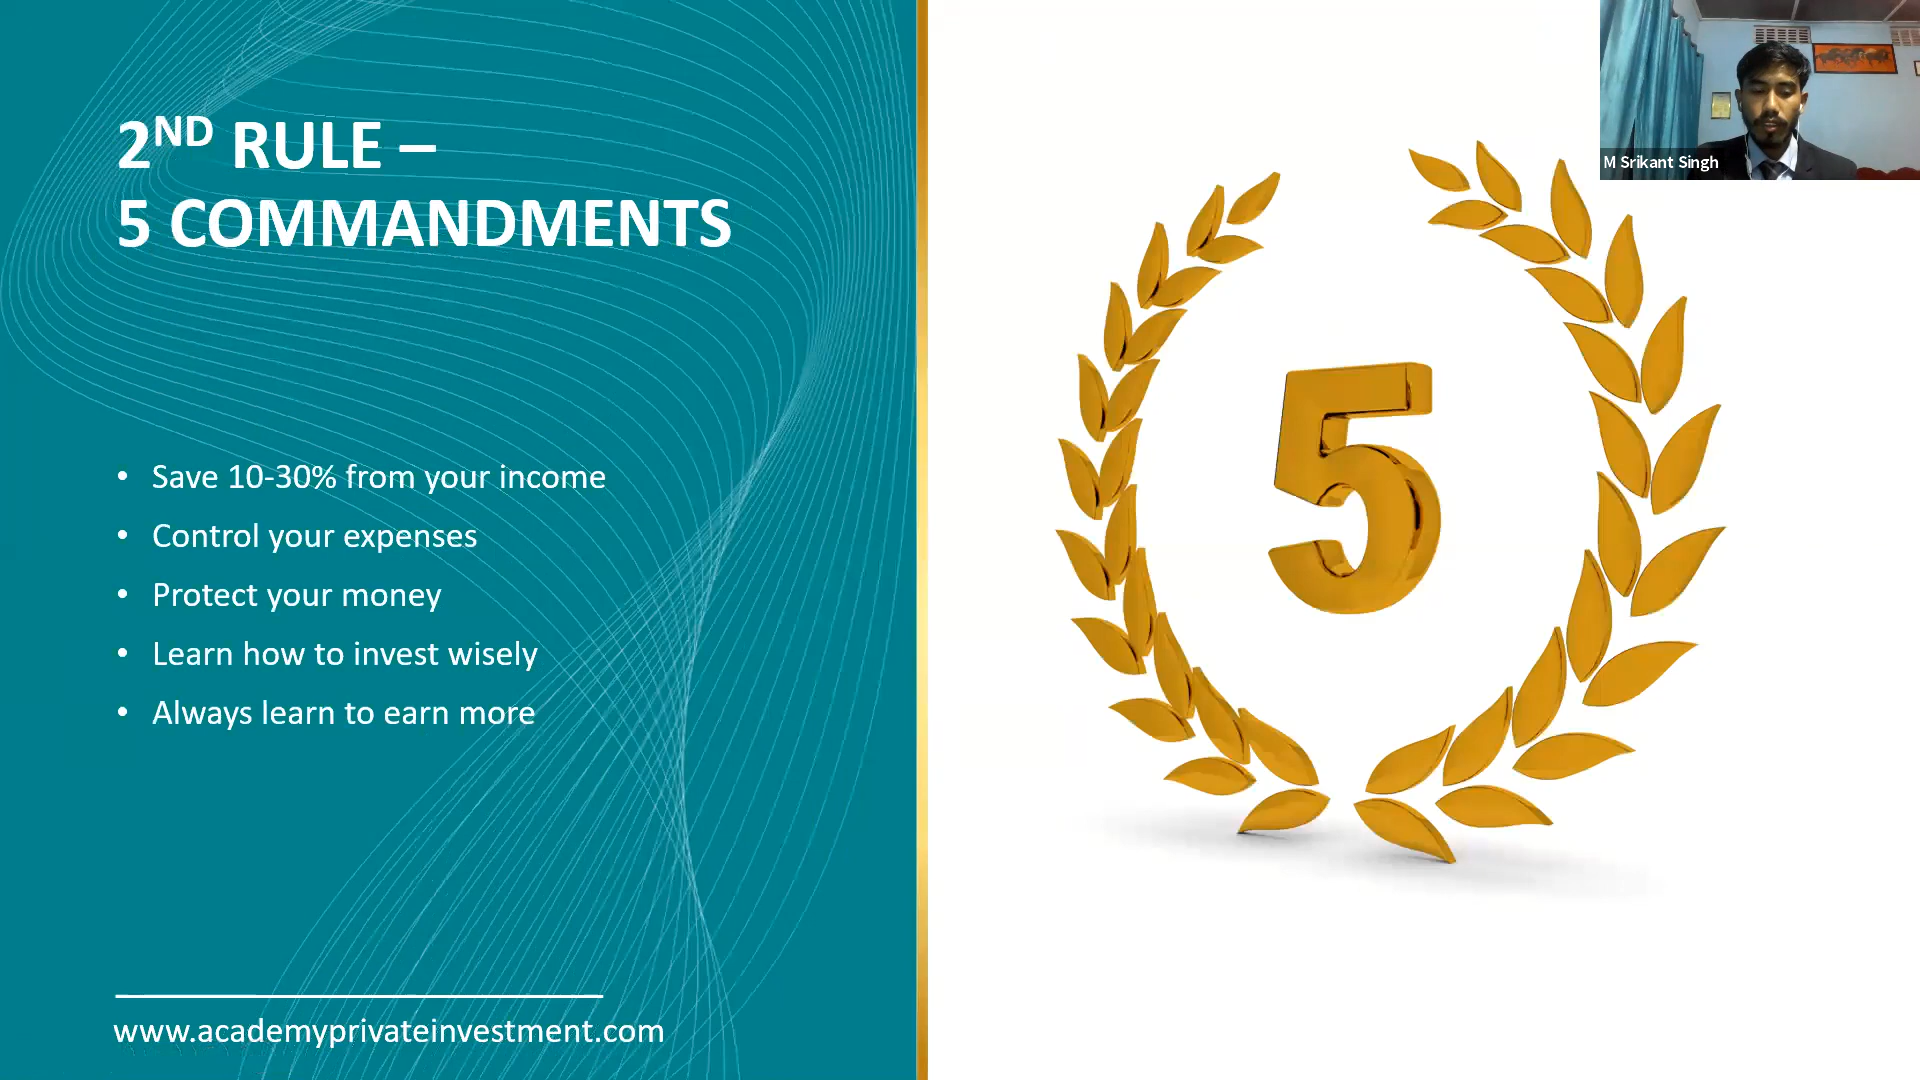 2ND RULE –
5 COMMANDMENTS
• Save 10-30% from your income
• Control your expenses
• Protect your money
• Learn how to invest wisely
• Always learn to earn more
www.academyprivateinvestment.com
5
M Srikant Singh